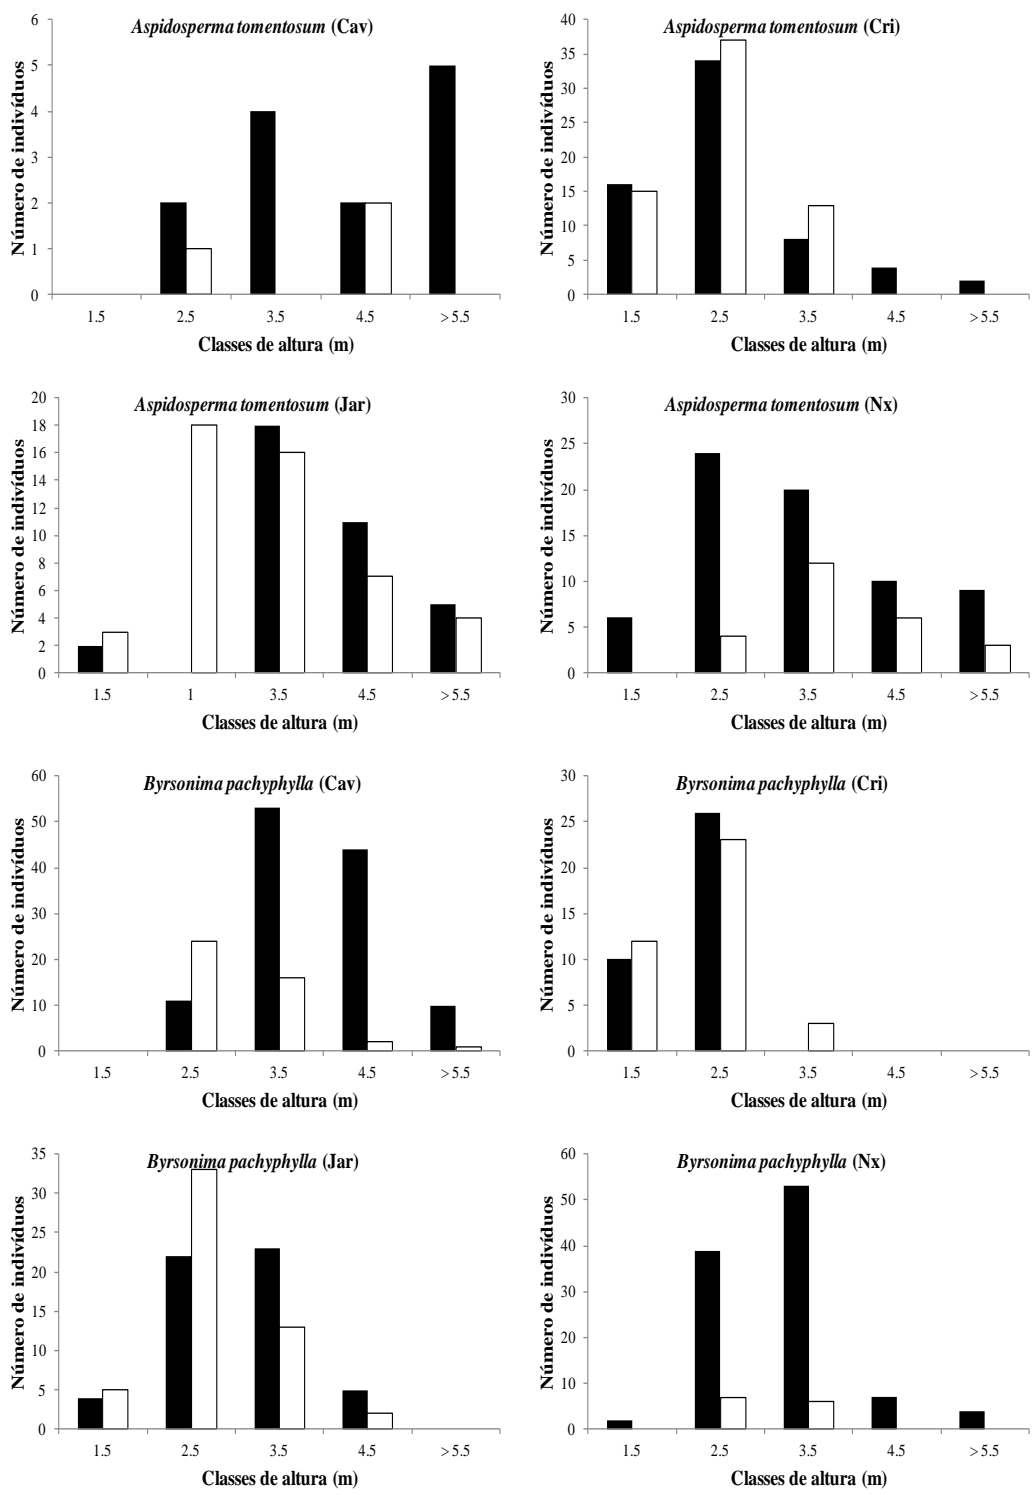 Aspidosperma tomentosum (Cav)
Número de indivíduos
6
5
4
3
2
1
0
1.5 2.5 3.5 4.5 >5.5
Classes de altura (m)
Aspidosperma tomentosum (Cri)
Número de indivíduos
40
35
30
25
20
15
10
5
0
1.5 2.5 3.5 4.5 >5.5
Classes de altura (m)
Aspidosperma tomentosum (Jar)
Número de indivíduos
20
18
16
14
12
10
8
6
4
2
0
1.5 1 3.5 4.5 >5.5
Classes de altura (m)
Aspidosperma tomentosum (Nx)
Número de indivíduos
30
25
20
15
10
5
0
1.5 2.5 3.5 4.5 >5.5
Classes de altura (m)
Byrsonima pachyphylla (Cav)
Número de indivíduos
60
50
40
30
20
10
0
1.5 2.5 3.5 4.5 >5.5
Classes de altura (m)
Byrsonima pachyphylla (Cri)
Número de indivíduos
30
25
20
15
10
5
0
1.5 2.5 3.5 4.5 >5.5
Classes de altura (m)
Byrsonima pachyphylla (Jar)
Número de indivíduos
35
30
25
20
15
10
5
0
1.5 2.5 3.5 4.5 >5.5
Classes de altura (m)
Byrsonima pachyphylla (Nx)
Número de indivíduos
60
50
40
30
20
10
0
1.5 2.5 3.5 4.5 >5.5
Classes de altura (m)